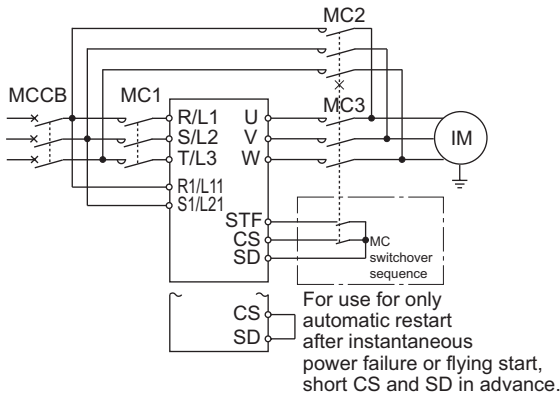 MC2
MCCB
MC1
R/L1
U
MC3
S/L2
V
IM
T/L3
W
R1/L11
S1/L21
STF
CS
SD
MC
switchover
sequence
CS
SD
For use for only
automatic restart
after instantaneous
power failure or flying start,
short CS and SD in advance.